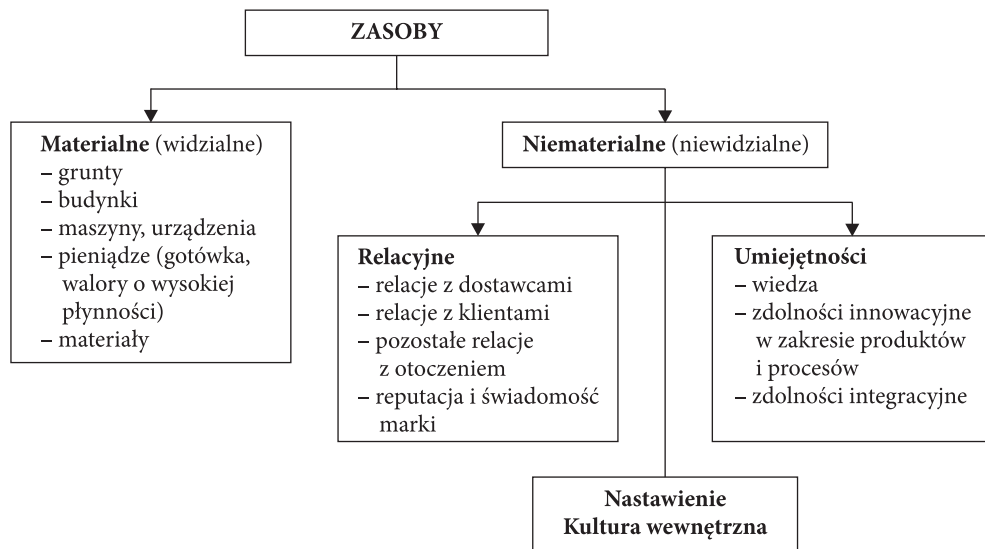 ZASOBY
Materialne (widzialne)
– grunty
– budynki
– maszyny, urządzenia
– pieniądze (gotówka,
walory o wysokiej
płynności)
– materiały
Niematerialne (niewidzialne)
Relacyjne
– relacje z dostawcami
– relacje z klientami
– pozostałe relacje
z otoczeniem
– reputacja i świadomość
marki
Umiejętności
– wiedza
– zdolności innowacyjne
w zakresie produktów
i procesów
– zdolności integracyjne
Nastawienie
Kultura wewnętrzna